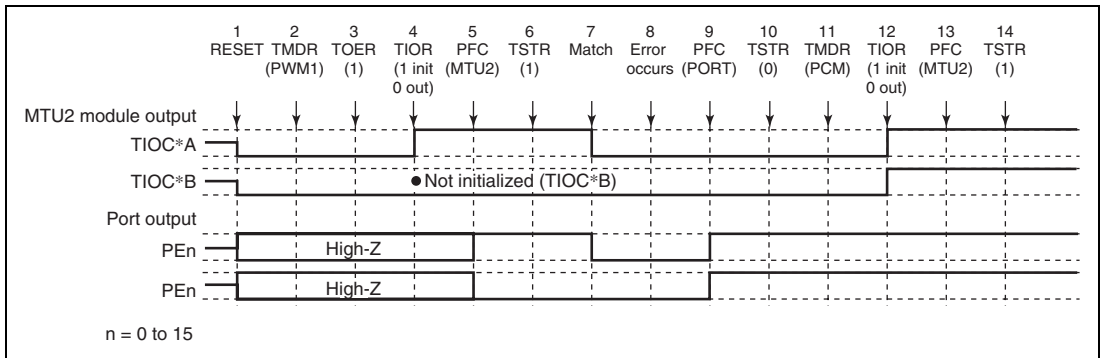 1 2 3 4 5 6 7 8 9 10 11 12 13 14
RESET TMDR TOER TIOR PFC TSTR Match Error PFC TSTR TMDR TIOR PFC TSTR
(PWM1) (1) (1 init (MTU2) (1) occurs (PORT) (0) (PCM) (1 init (MTU2) (1)
0 out) 0 out)
MTU2 module output
TIOC*A
TIOC*B ●Not initialized (TIOC*B)
Port output
PEn High-Z
PEn High-Z
n = 0 to 15